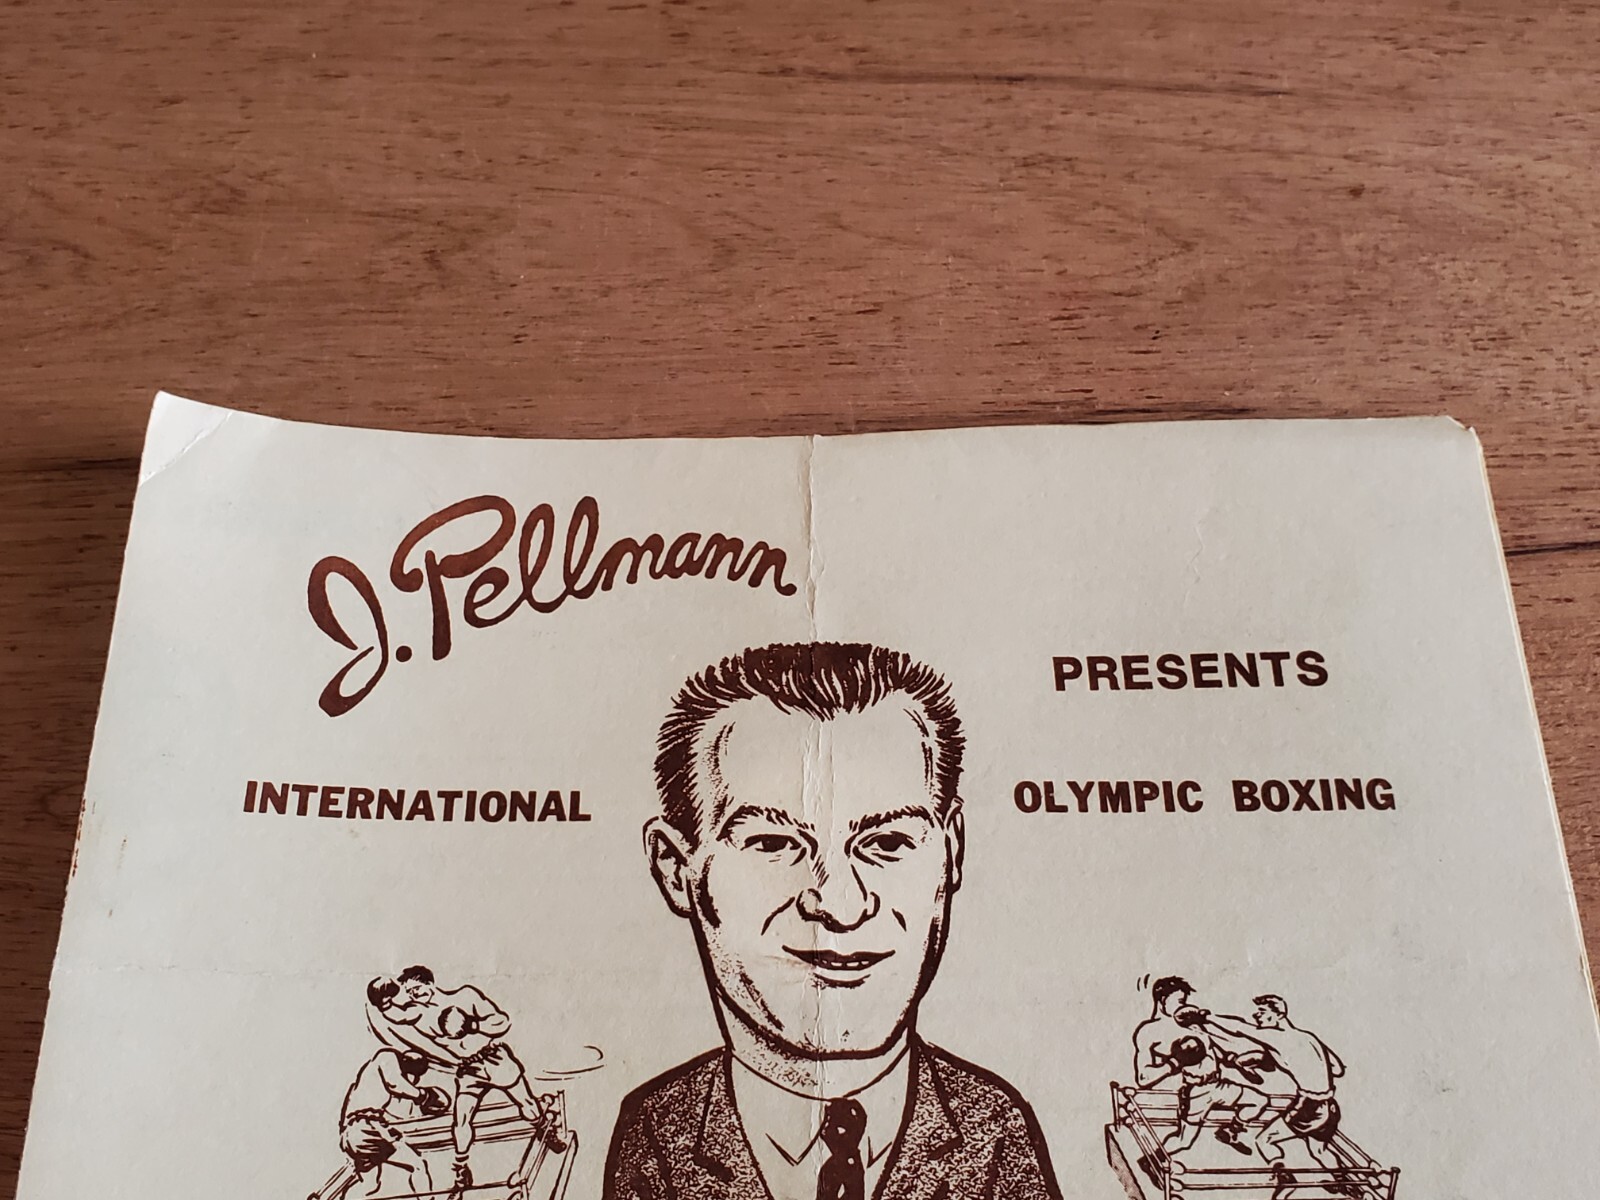 J. Pellmann
PRESENTS
INTERNATIONAL OLYMPIC BOXING